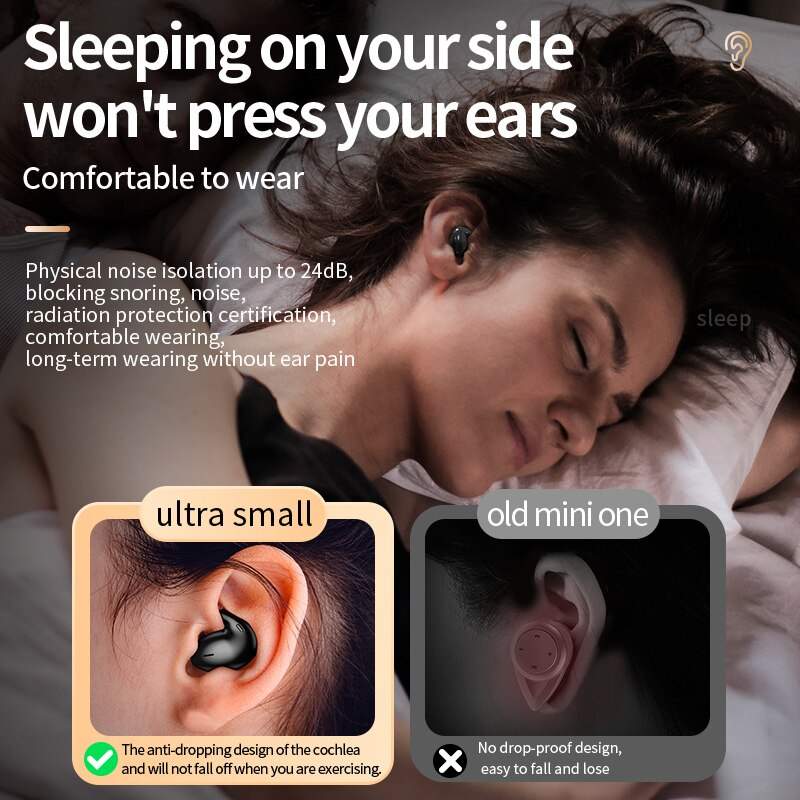 Sleeping on your side
won't press your ears
Comfortable to wear
Physical noise isolation up to 24dB,
blocking snoring, noise,
radiation protection certification,
comfortable wearing,
long-term wearing without ear pain
sleep
ultra small
old mini one
The anti-dropping design of the cochlea
and will not fall off when you are exercising.
No drop-proof design,
easy to fall and lose